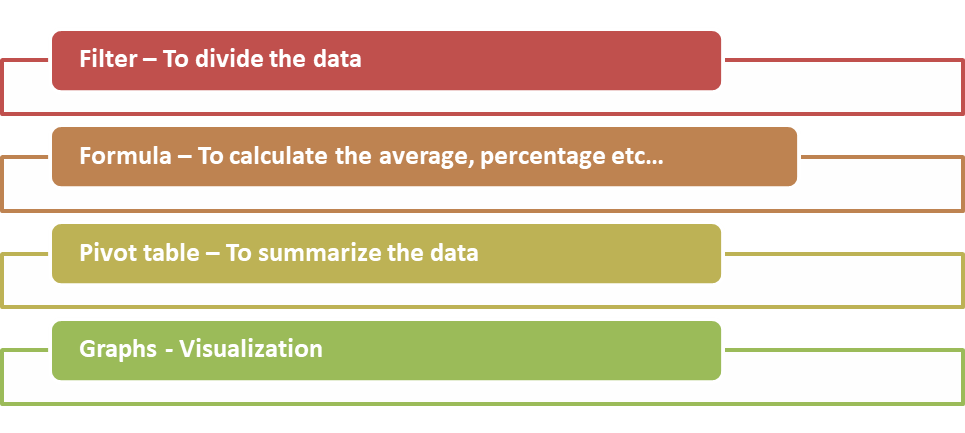 Filter – To divide the data
Formula – To calculate the average, percentage etc...
Pivot table – To summarize the data
Graphs - Visualization